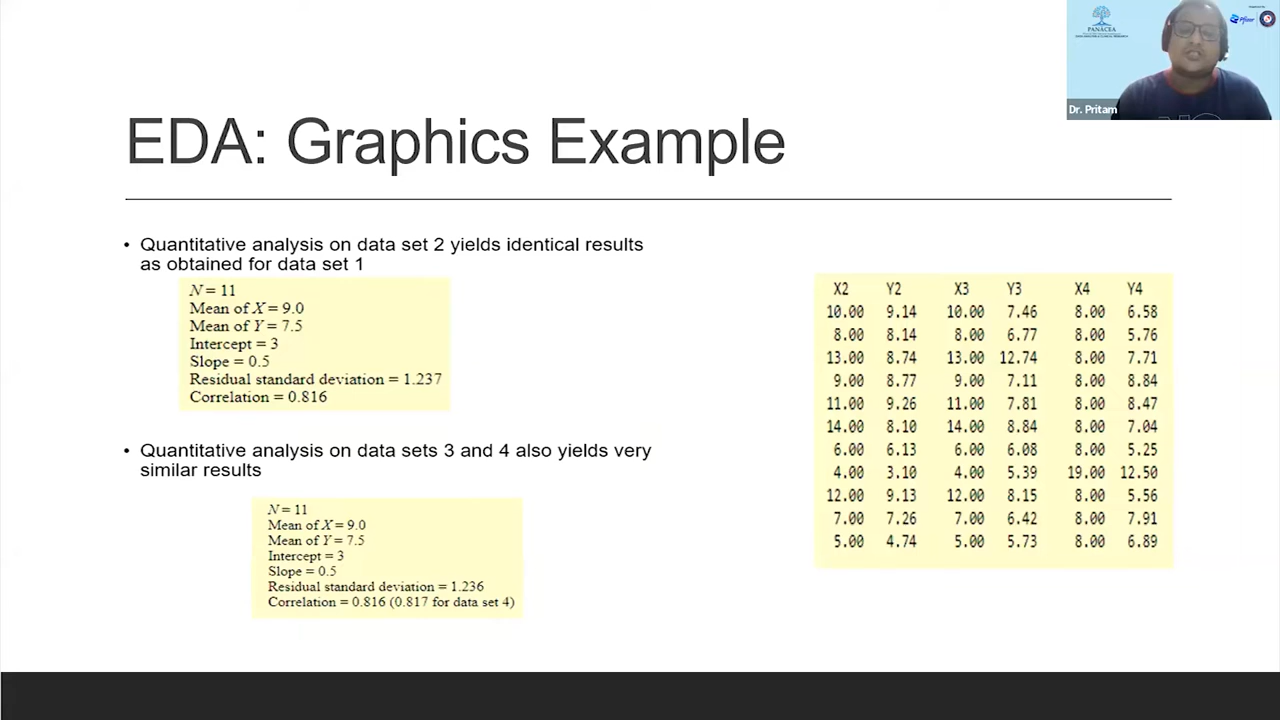 PANACEA
Pfizer
Dr. Pritam
EDA: Graphics Example
• Quantitative analysis on data set 2 yields identical results
as obtained for data set 1
N = 11
Mean of X = 9.0
Mean of Y = 7.5
Intercept = 3
Slope = 0.5
Residual standard deviation = 1.237
Correlation = 0.816
• Quantitative analysis on data sets 3 and 4 also yields very
similar results
N = 11
Mean of X = 9.0
Mean of Y = 7.5
Intercept = 3
Slope = 0.5
Residual standard deviation = 1.236
Correlation = 0.816 (0.817 for data set 4)
X2 Y2 X3 Y3 X4 Y4
10.00 9.14 10.00 7.46 8.00 6.58
8.00 8.14 8.00 6.77 8.00 5.76
13.00 8.74 13.00 12.74 8.00 7.71
9.00 8.77 9.00 7.11 8.00 8.84
11.00 9.26 11.00 7.81 8.00 8.47
14.00 8.10 14.00 8.84 8.00 7.04
6.00 6.13 6.00 6.08 8.00 5.25
4.00 3.10 4.00 5.39 19.00 12.50
12.00 9.13 12.00 8.15 8.00 5.56
7.00 7.26 7.00 6.42 8.00 7.91
5.00 4.74 5.00 5.73 8.00 6.89